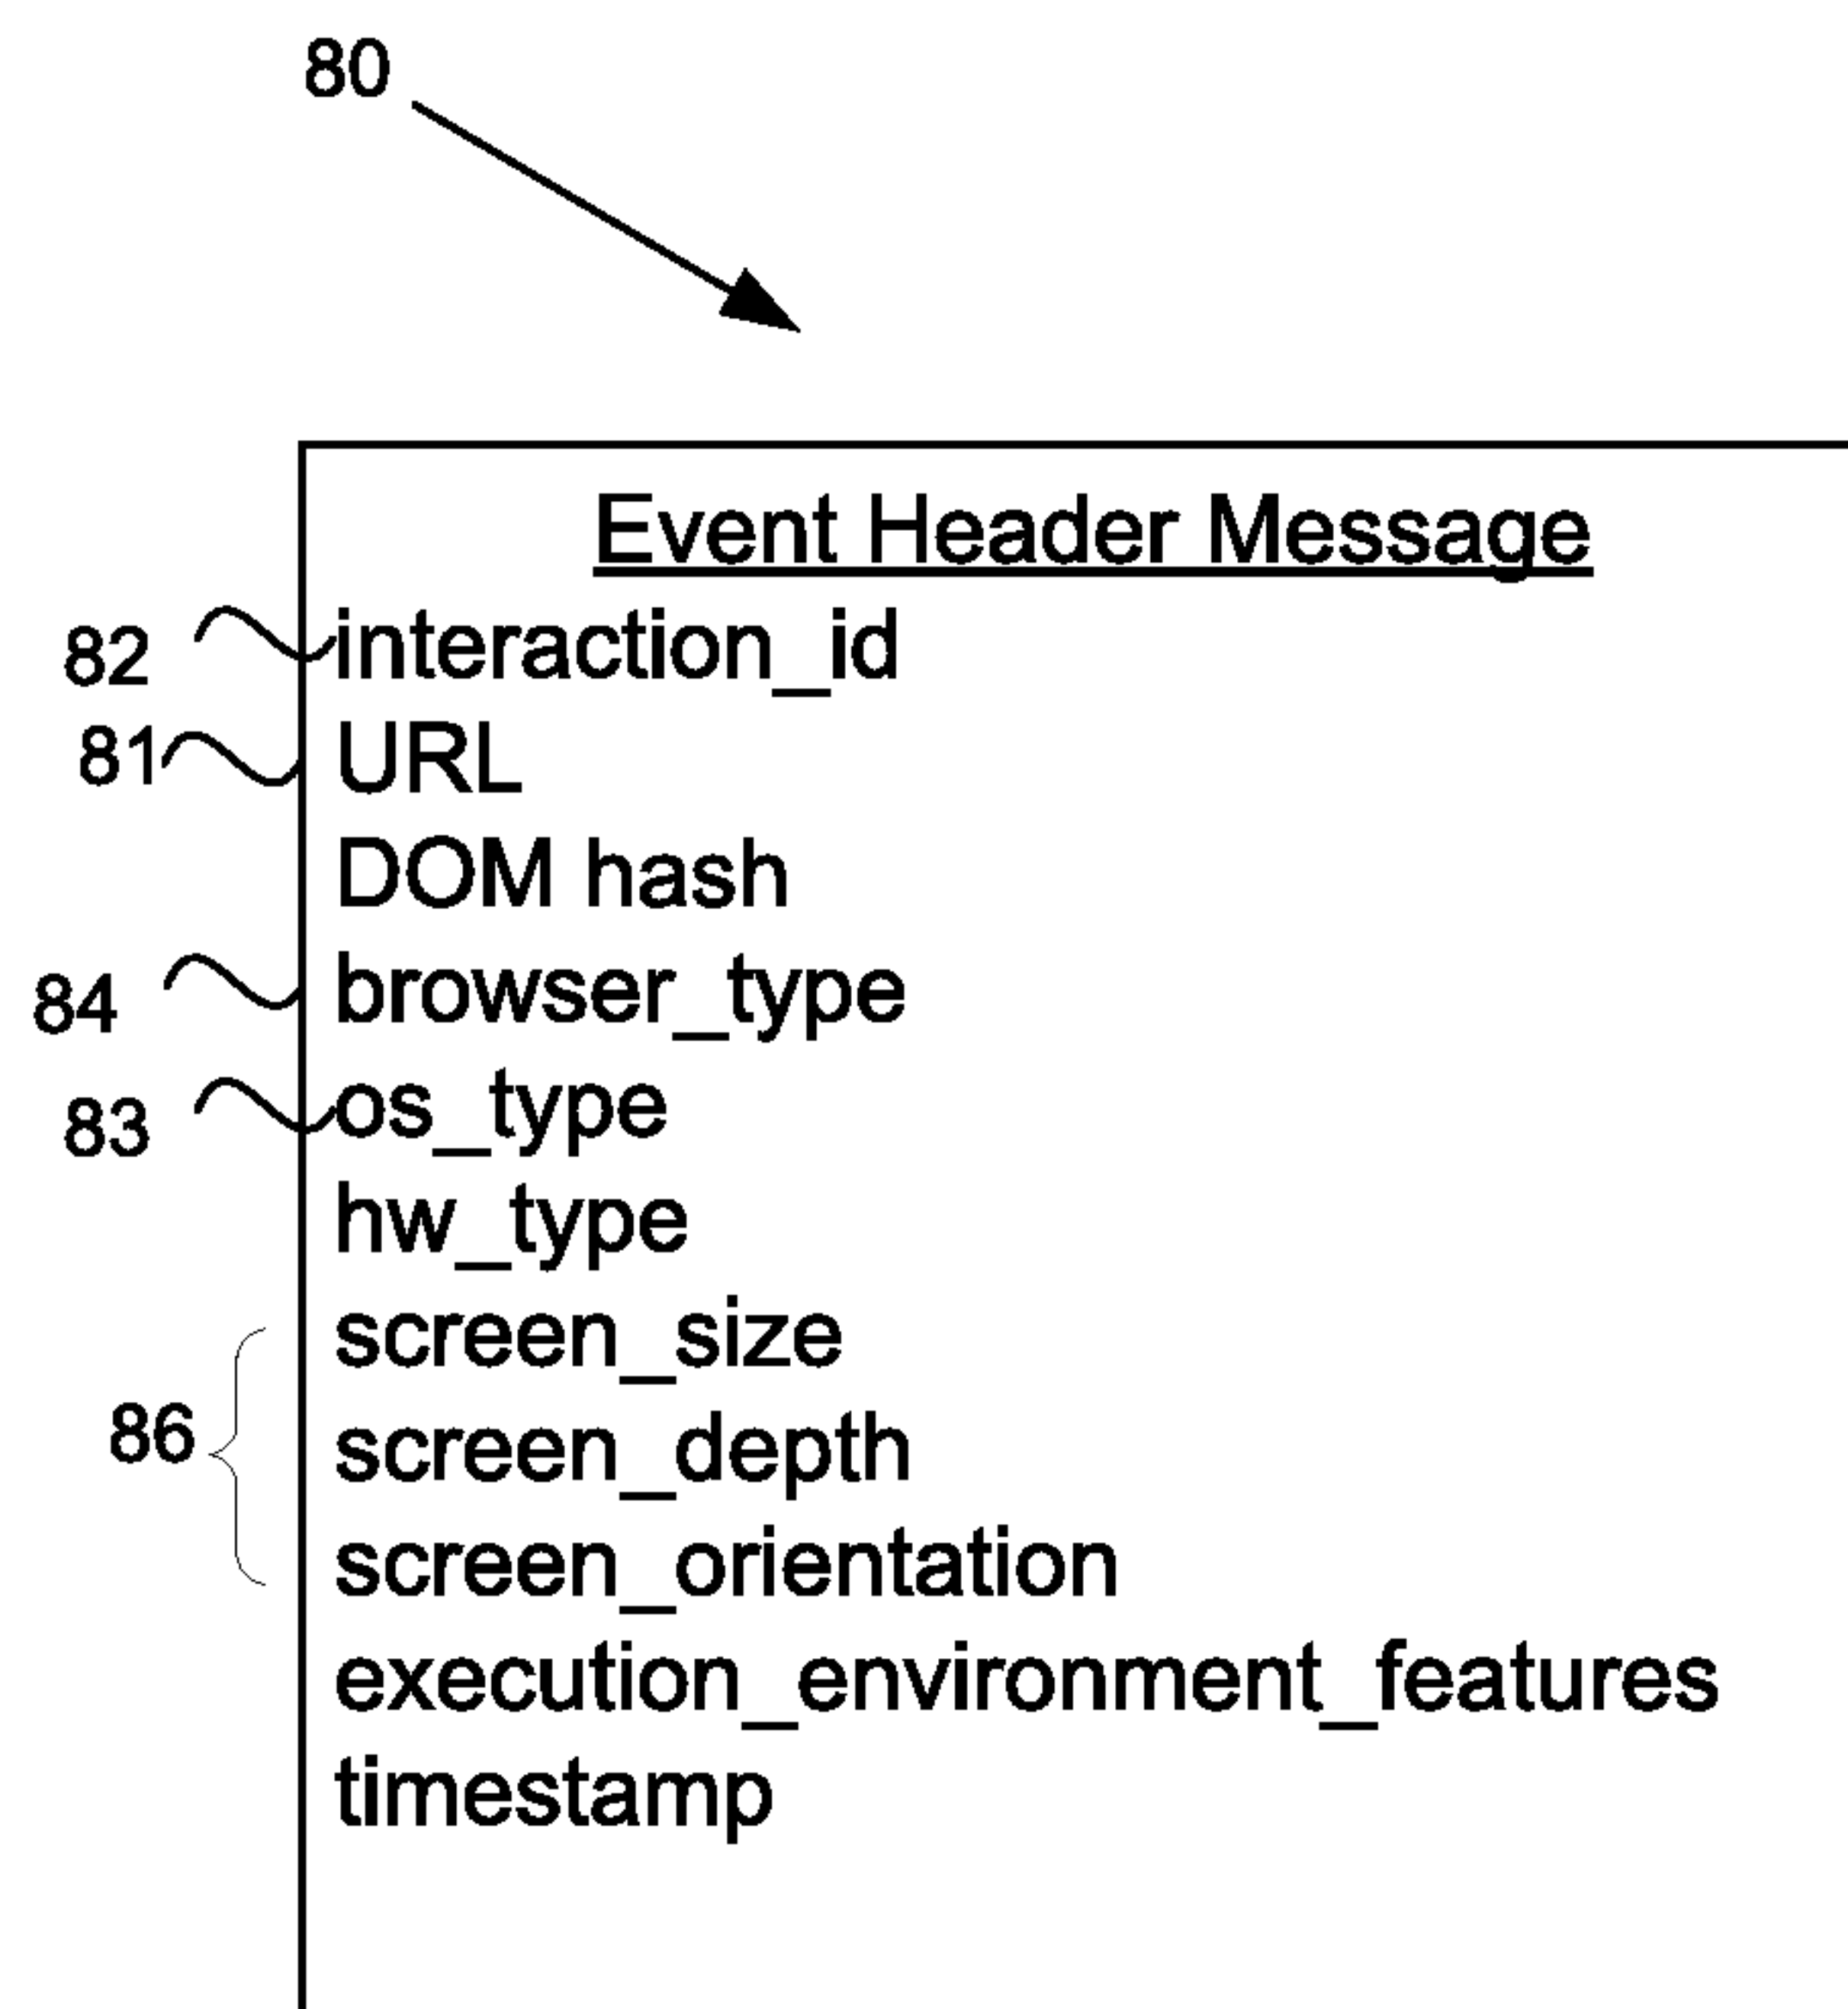 80
Event Header Message
82 interaction_id
81 URL
DOM hash
84 browser_type
83 os_type
hw_type
screen_size
86 screen_depth
screen_orientation
execution_environment_features
timestamp